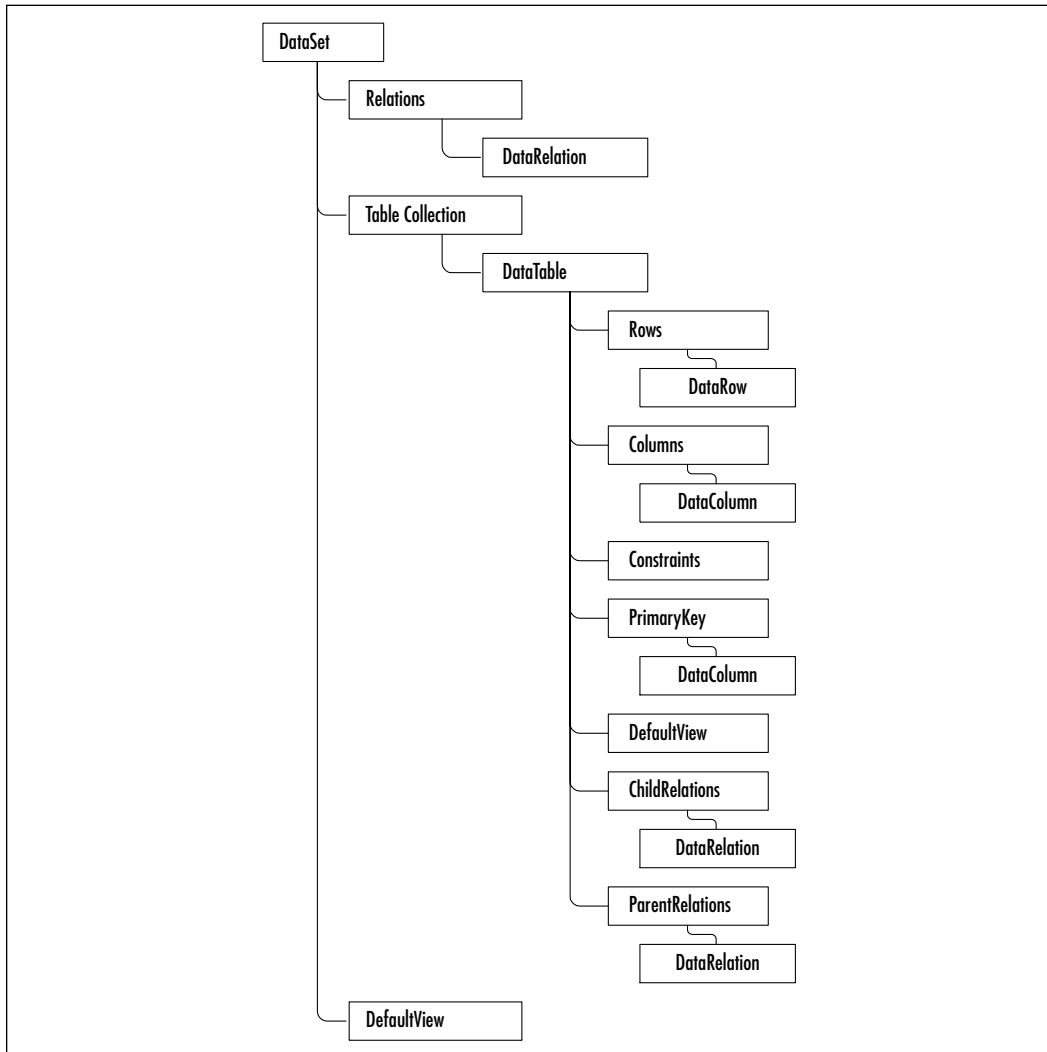 DataSet
Relations
DataRelation
Table Collection
DataTable
Rows
DataRow
Columns
DataColumn
Constraints
PrimaryKey
DataColumn
DefaultView
ChildRelations
DataRelation
ParentRelations
DataRelation
DefaultView